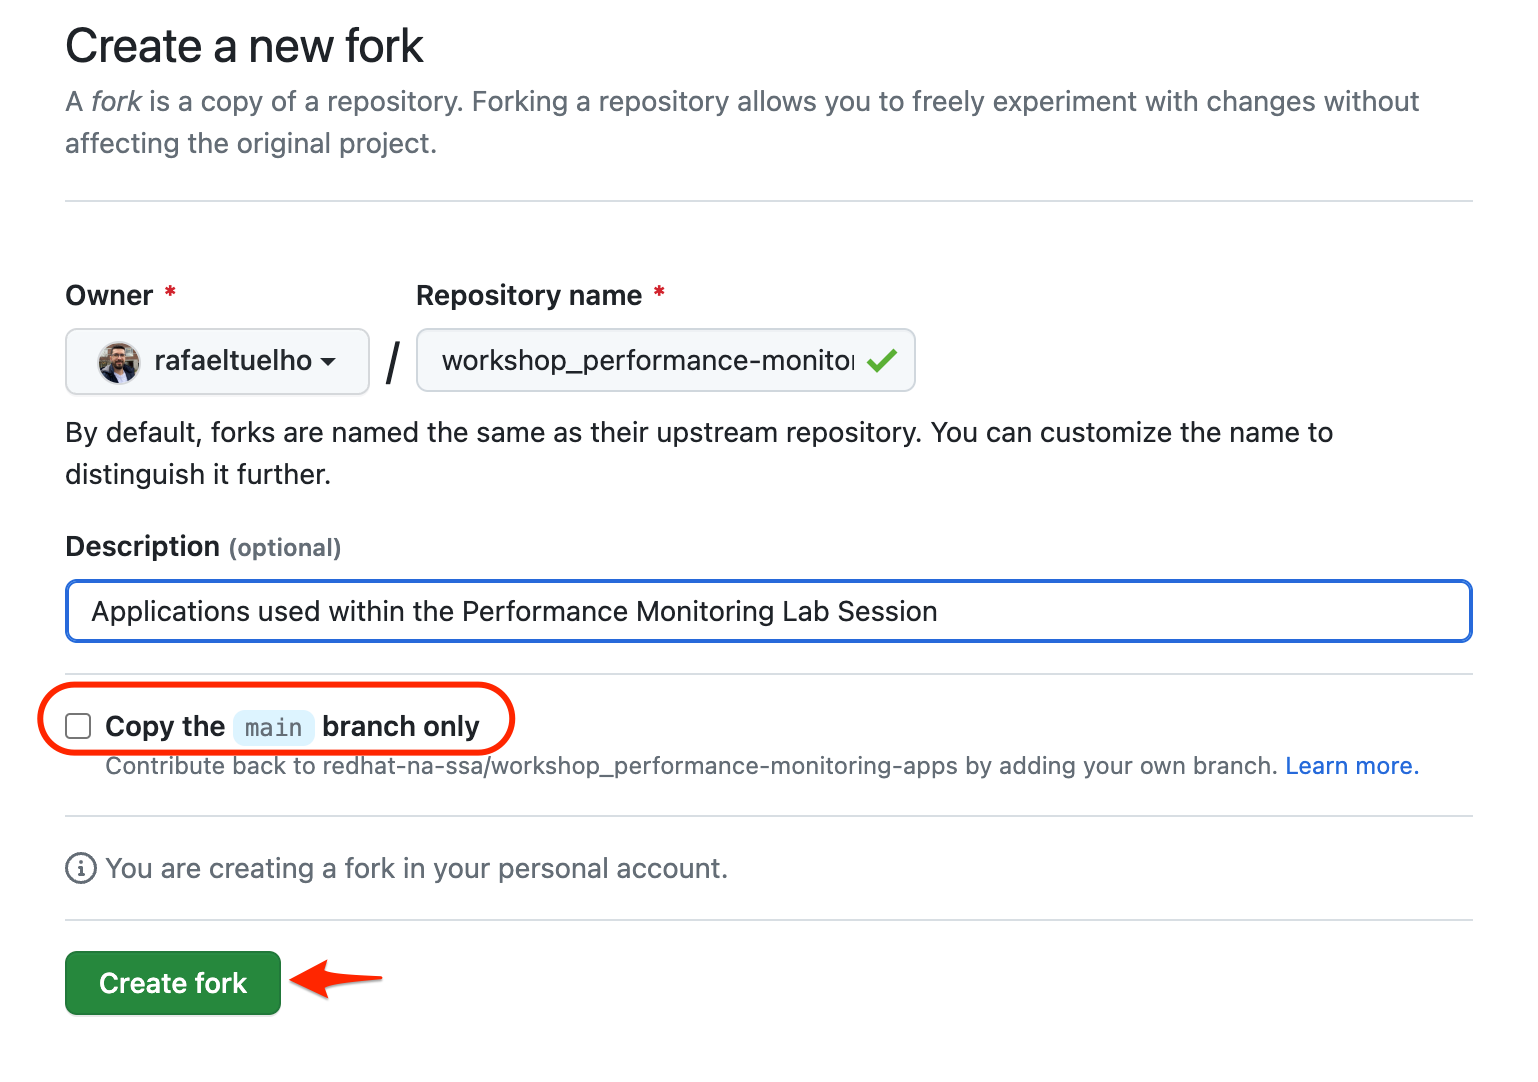 Create a new fork
A fork is a copy of a repository. Forking a repository allows you to freely experiment with changes without
affecting the original project.
Owner * Repository name *
rafaeltuelho / workshop_performance-monitor
By default, forks are named the same as their upstream repository. You can customize the name to
distinguish it further.
Description (optional)
Applications used within the Performance Monitoring Lab Session
Copy the main branch only
Contribute back to redhat-na-ssa/workshop_performance-monitoring-apps by adding your own branch. Learn more.
You are creating a fork in your personal account.
Create fork